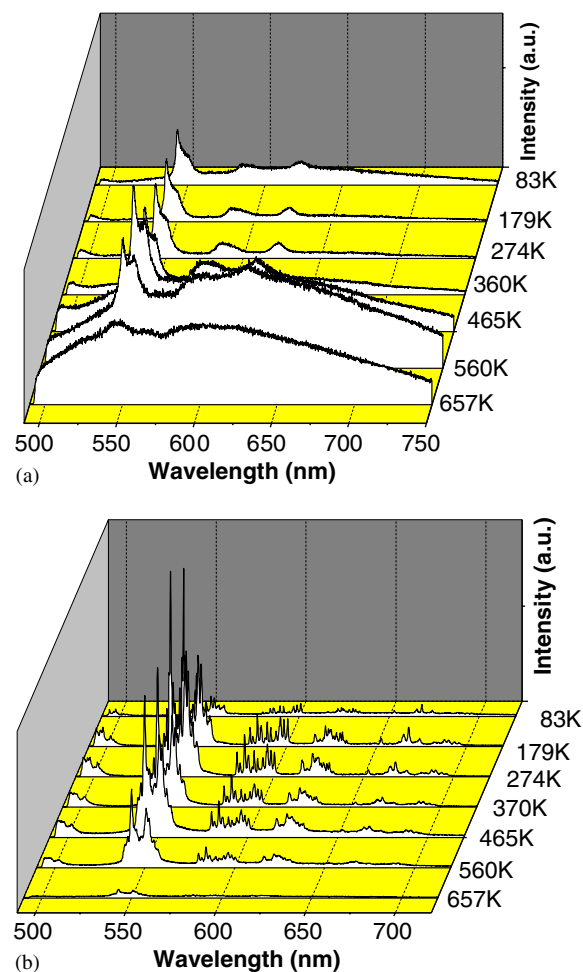 Intensity (a.u.)
83K
179K
274K
360K
465K
560K
657K
500 550 600 650 700 750
Wavelength (nm)
(a)
Intensity (a.u.)
83K
179K
274K
370K
465K
560K
657K
500 550 600 650 700
Wavelength (nm)
(b)